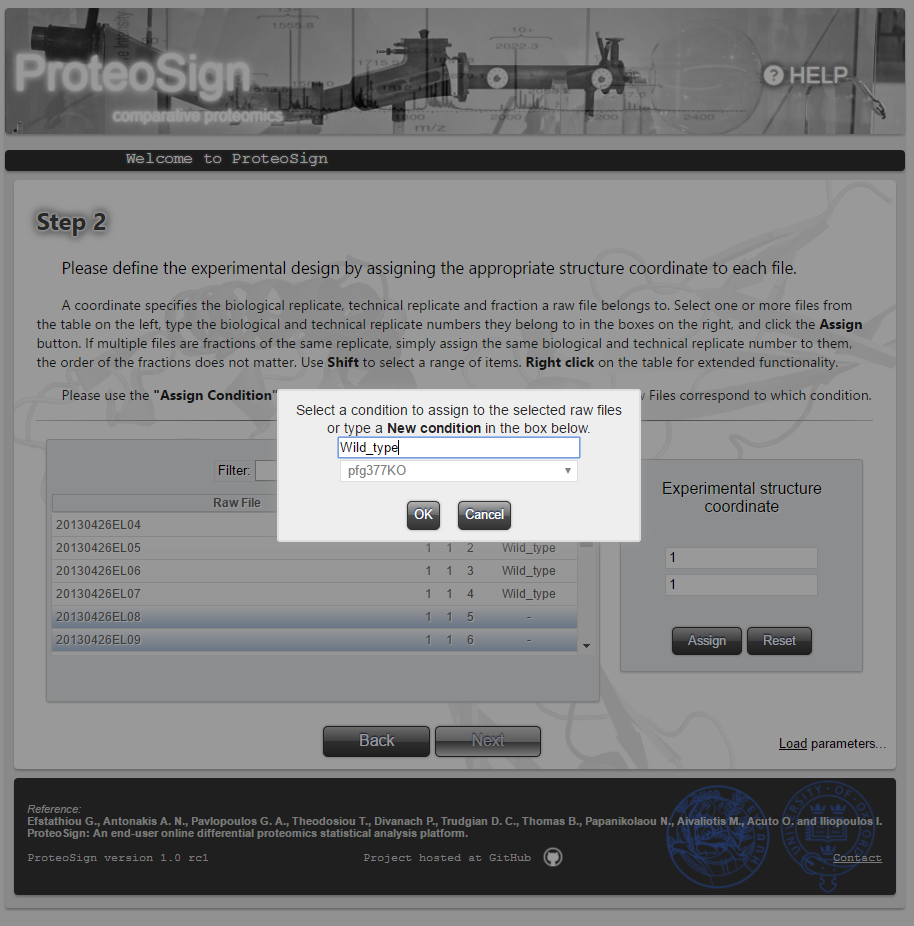 1555.8
10+
2022.3
1715.9
ProteoSign
comparative proteomics
? HELP
1800
2000
2200
2400
m/z
Welcome to ProteoSign
Step 2
Please define the experimental design by assigning the appropriate structure coordinate to each file.
A coordinate specifies the biological replicate, technical replicate and fraction a raw file belongs to. Select one or more files from
the table on the left, type the biological and technical replicate numbers they belong to in the boxes on the right, and click the Assign
button. If multiple files are fractions of the same replicate, simply assign the same biological and technical replicate number to them,
the order of the fractions does not matter. Use Shift to select a range of items. Right click on the table for extended functionality.
Please use the "Assign Condition" Files correspond to which condition.
Select a condition to assign to the selected raw files
or type a New condition in the box below.
Wild_type
pfg377KO
OK Cancel
Filter:
Raw File
20130426EL04
20130426EL05 1 1 2 Wild_type
20130426EL06 1 1 3 Wild_type
20130426EL07 1 1 4 Wild_type
20130426EL08 1 1 5 -
20130426EL09 1 1 6 -
Experimental structure
coordinate
1
1
Assign Reset
Back Next
Load parameters...
Reference:
Efstathiou G., Antonakis A. N., Pavlopoulos G. A., Theodosiou T., Divanach P., Trudgian D. C., Thomas B., Papanikolaou N., Aivaliotis M., Acuto O. and Iliopoulos I.
ProteoSign: An end-user online differential proteomics statistical analysis platform.
ProteoSign version 1.0 rc1 Project hosted at GitHub Contact